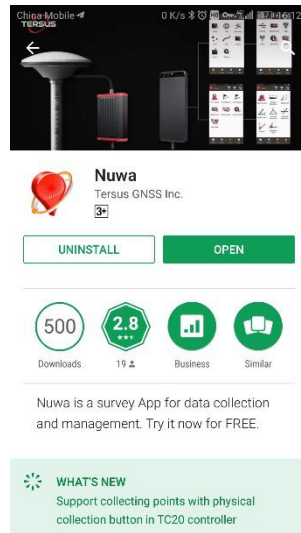 China Mobile
0 K/s
16:12
TERSUS
Nuwa
Tersus GNSS Inc.
3+
UNINSTALL
OPEN
500
2.8
Downloads
19
Business
Similar
Nuwa is a survey App for data collection
and management. Try it now for FREE.
WHAT'S NEW
Support collecting points with physical
collection button in TC20 controller